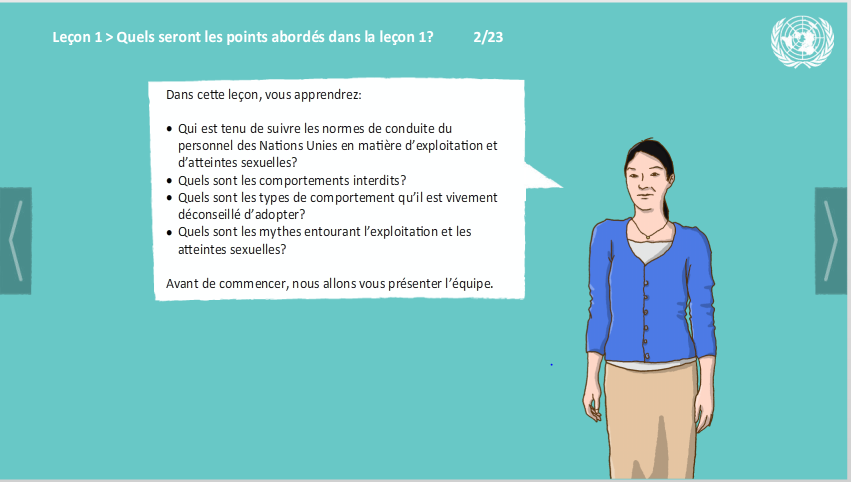 Leçon 1 > Quels seront les points abordés dans la leçon 1? 2/23
Dans cette leçon, vous apprendrez:
• Qui est tenu de suivre les normes de conduite du
personnel des Nations Unies en matière d’exploitation et
d’atteintes sexuelles?
• Quels sont les comportements interdits?
• Quels sont les types de comportement qu’il est vivement
déconseillé d’adopter?
• Quels sont les mythes entourant l’exploitation et les
atteintes sexuelles?
Avant de commencer, nous allons vous présenter l’équipe.